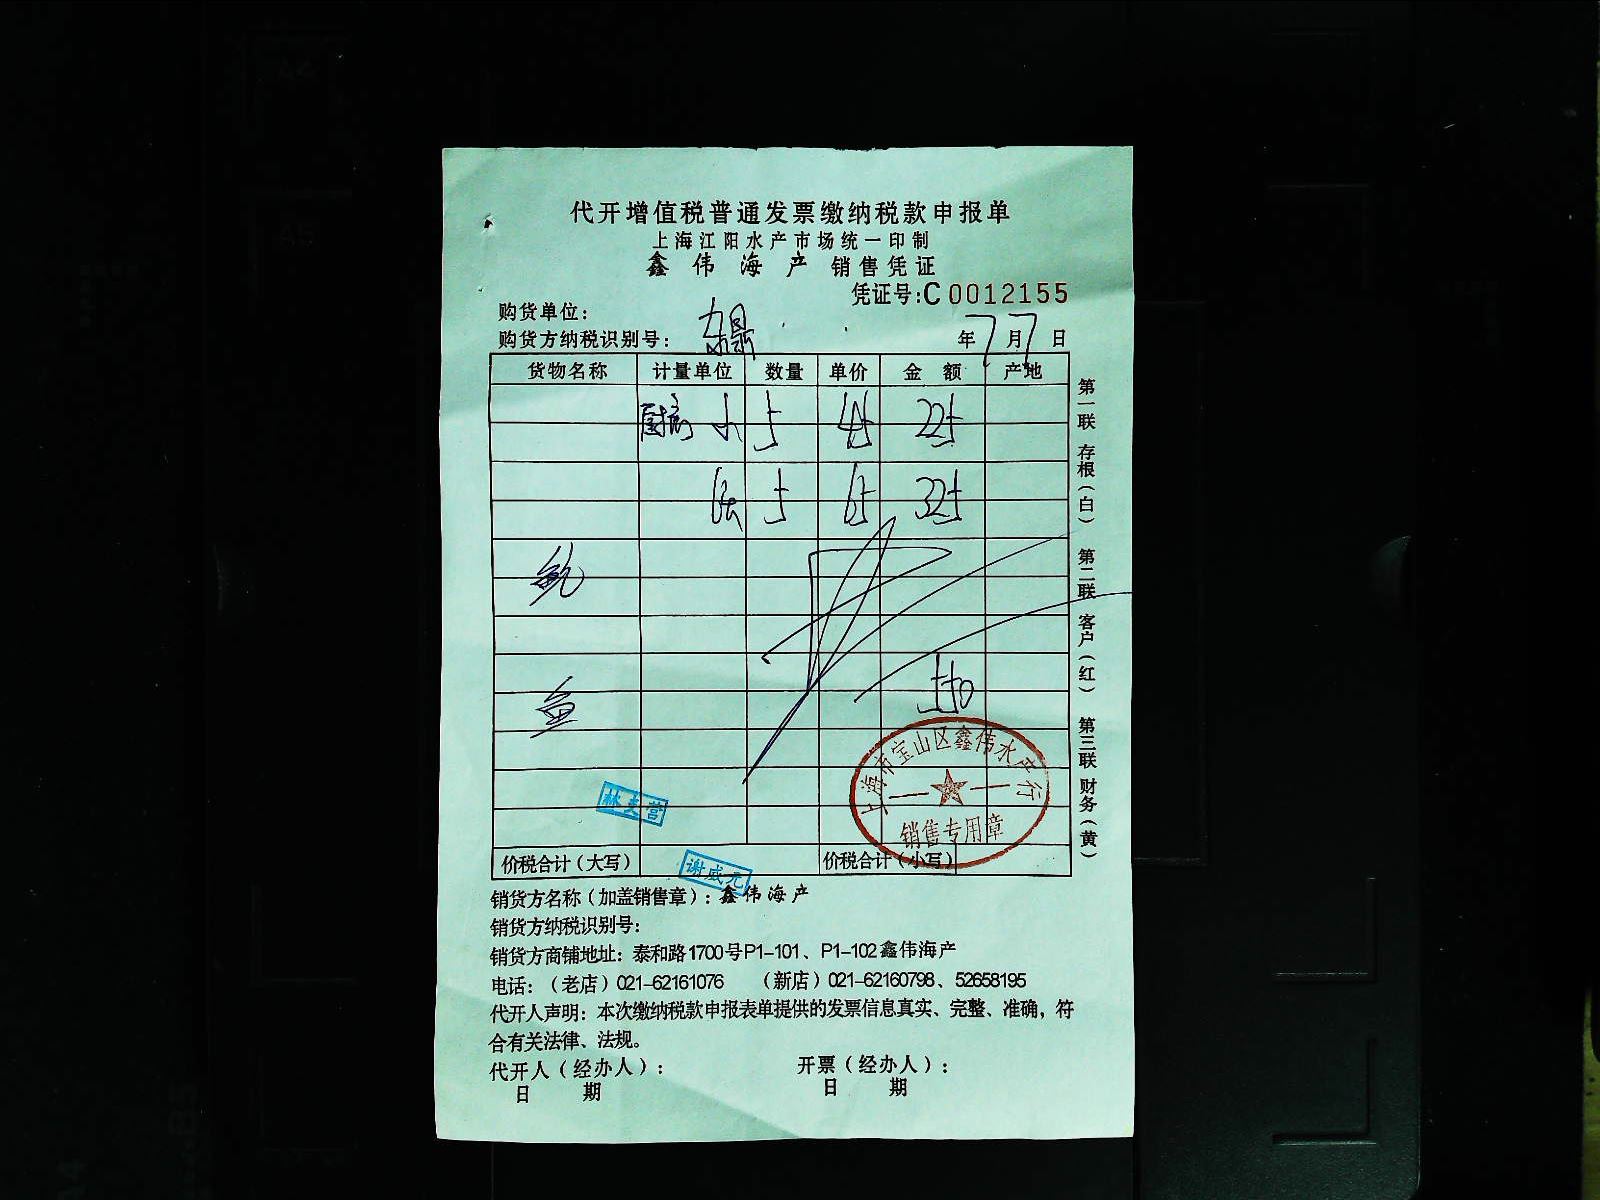 代开增值税普通发票缴纳税款申报单
上海江阳水产市场统一印制
鑫伟海产 销售凭证
凭证号:C 0012155
购货单位：
购货方纳税识别号： 年 7 月 7 日
货物名称 计量单位 数量 单价 金额 产地
小 5 45 225
5 65 325
鲍
鱼
550
上海市宝山区鑫伟水产行
销售专用章
价税合计（大写） 价税合计（小写）
谢威元
销货方名称（加盖销售章）：鑫伟海产
销货方纳税识别号：
销货方商铺地址：泰和路1700号P1-101、P1-102鑫伟海产
电话：（老店）021-62161076 （新店）021-62160798、52658195
代开人声明：本次缴纳税款申报表单提供的发票信息真实、完整、准确，符
合有关法律、法规。
代开人（经办人）： 开票（经办人）：
日 期 日 期
第一联 存根（白） 第二联 客户（红） 第三联 财务（黄）